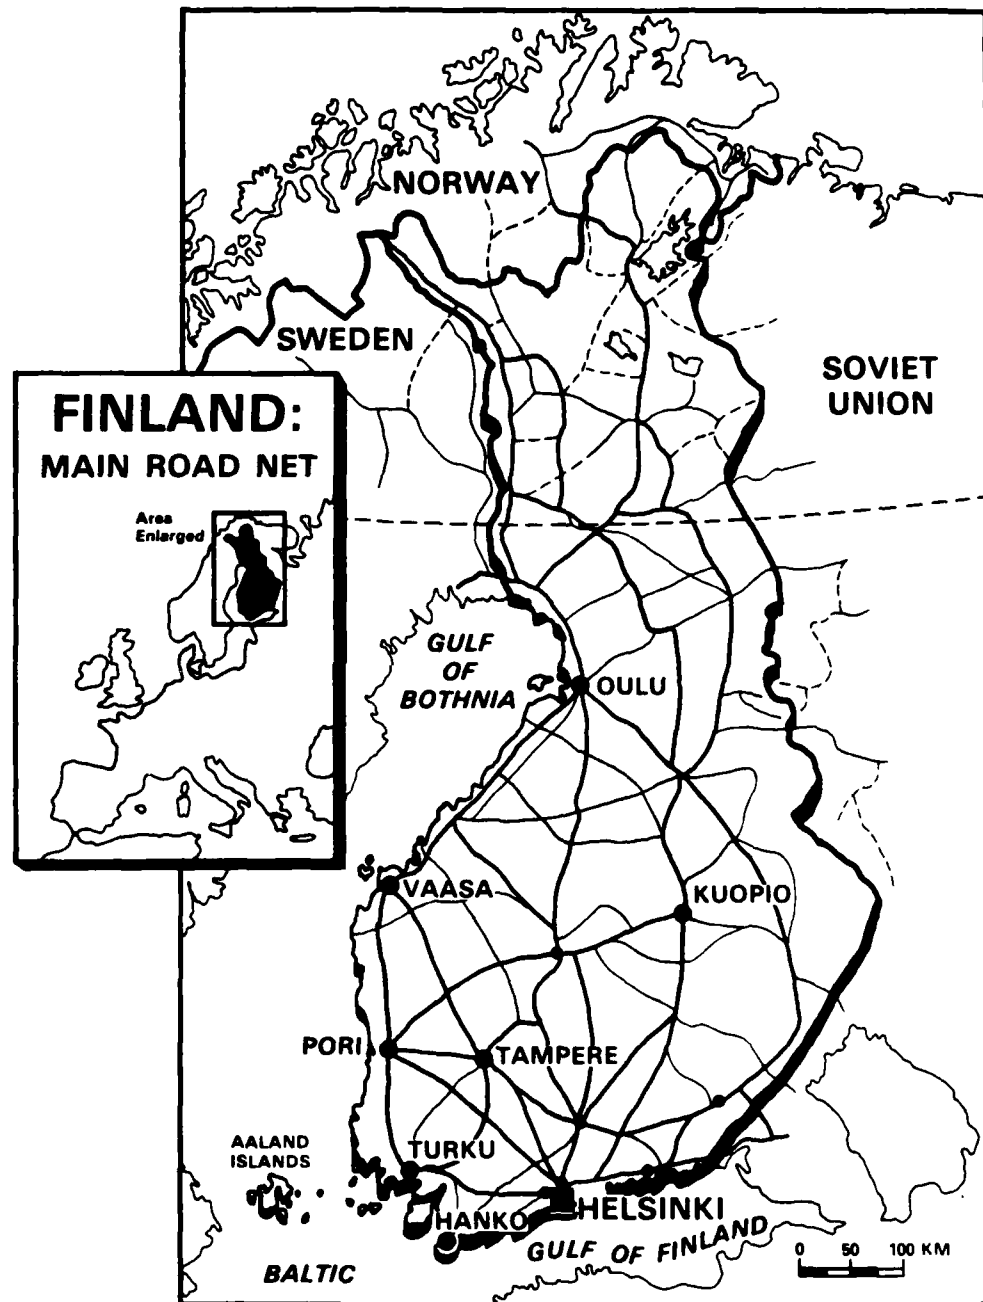 NORWAY
SWEDEN
SOVIET
UNION
FINLAND:
MAIN ROAD NET
Area
Enlarged
GULF
OF
BOTHNIA
OULU
VAASA
KUOPIO
PORI
TAMPERE
AALAND
ISLANDS
TURKU
HELSINKI
HANKO
GULF OF FINLAND
BALTIC
0 50 100 KM